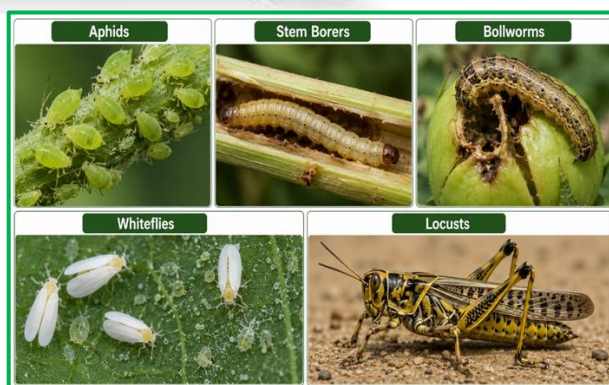 Aphids
Stem Borers
Bollworms
Whiteflies
Locusts